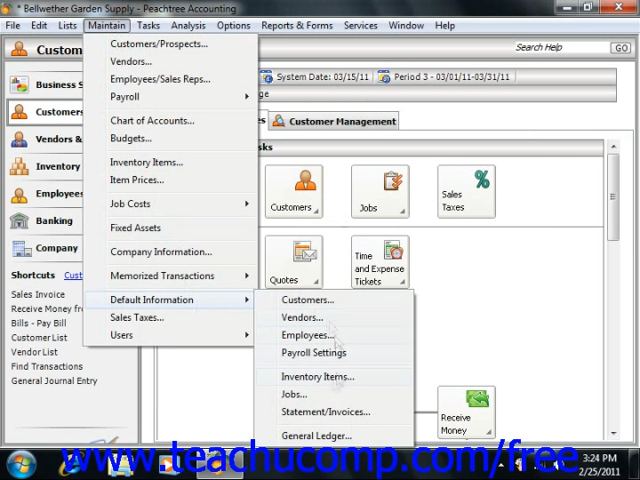 * Bellwether Garden Supply - Peachtree Accounting
File Edit Lists Maintain Tasks Analysis Options Reports & Forms Services Window Help
Custom
Search Help GO
System Date: 03/15/11 Period 3 - 03/01/11-03/31/11
ge
Business S
Customers
Vendors &
Inventory
Employees
Banking
Company
Shortcuts Cust
Sales Invoice
Receive Money fr
Bills - Pay Bill
Customer List
Vendor List
Find Transactions
General Journal Entry
Customers/Prospects...
Vendors...
Employees/Sales Reps...
Payroll
Chart of Accounts...
Budgets...
Inventory Items...
Item Prices...
Job Costs
Fixed Assets
Company Information...
Memorized Transactions
Default Information
Sales Taxes...
Users
Customers...
Vendors...
Employees...
Payroll Settings
Inventory Items...
Jobs...
Statement/Invoices...
General Ledger...
es Customer Management
sks
Customers
Jobs
Sales
Taxes
Quotes
Time
and Expense
Tickets
Receive
Money
www.teachucomp.com/free
3:24 PM
2/25/2011